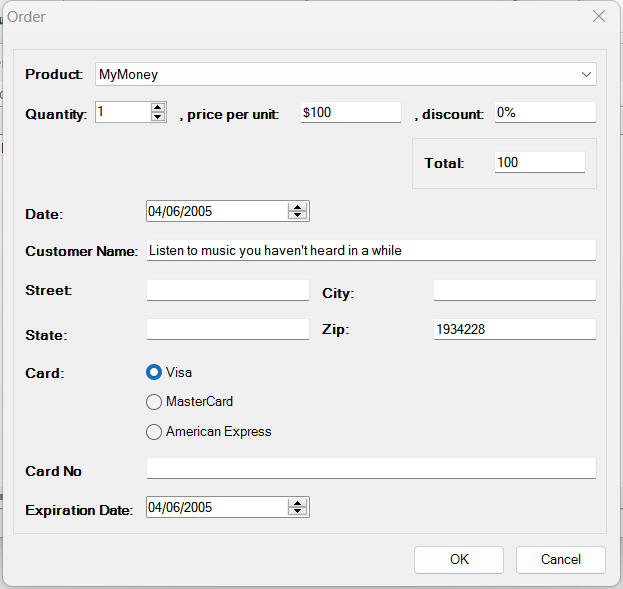 Order
Product: MyMoney
Quantity: 1 , price per unit: $100 , discount: 0%
Total: 100
Date: 04/06/2005
Customer Name: Listen to music you haven't heard in a while
Street: City:
State: Zip: 1934228
Card: Visa
MasterCard
American Express
Card No
Expiration Date: 04/06/2005
OK Cancel